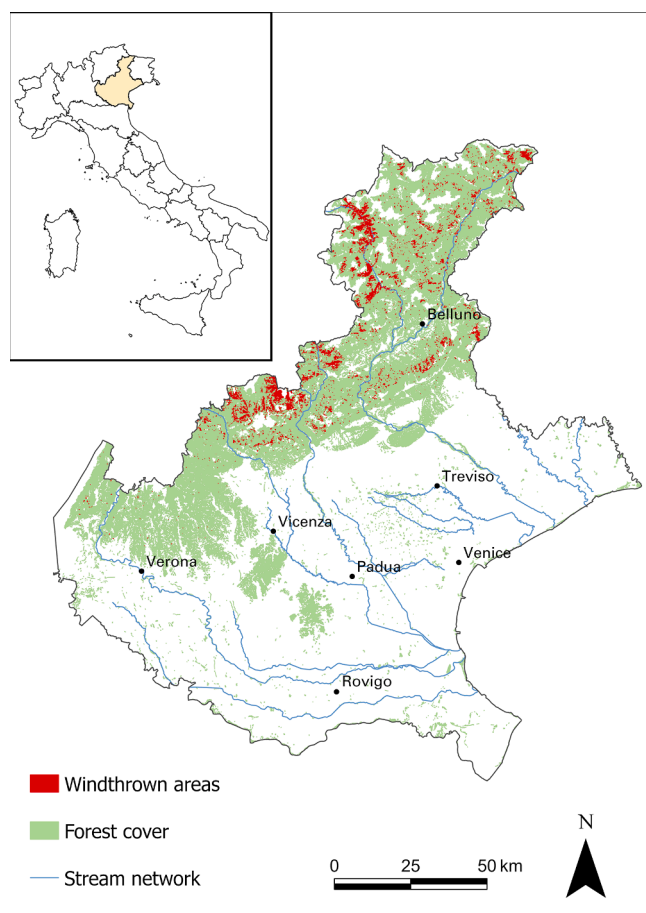 Belluno
Treviso
Vicenza
Venice
Verona
Padua
Rovigo
Windthrown areas
Forest cover
Stream network
N
0 25 50 km